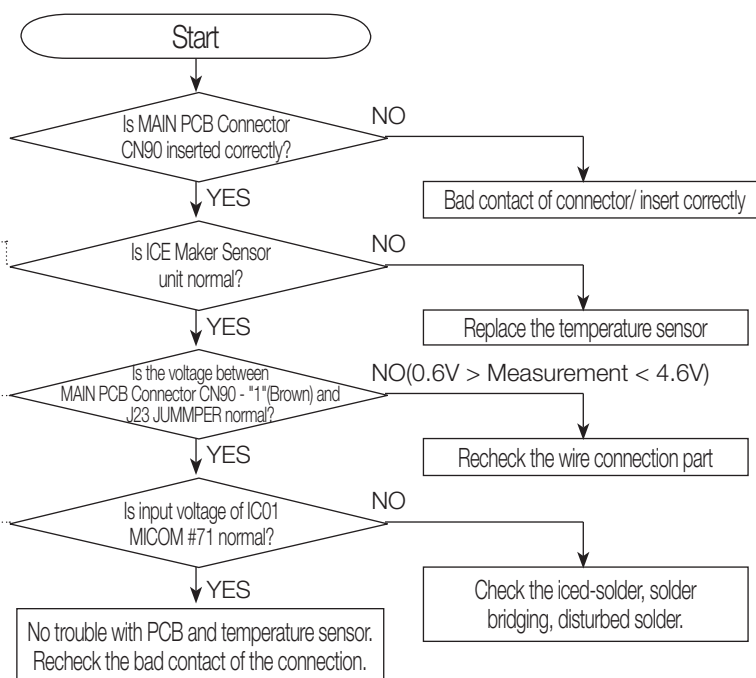 Start
Is MAIN PCB Connector
CN90 inserted correctly?
NO
Bad contact of connector/ insert correctly
YES
Is ICE Maker Sensor
unit normal?
NO
Replace the temperature sensor
YES
Is the voltage between
MAIN PCB Connector CN90 - "1"(Brown) and
J23 JUMMPER normal?
NO(0.6V > Measurement < 4.6V)
Recheck the wire connection part
YES
Is input voltage of IC01
MICOM #71 normal?
NO
Check the iced-solder, solder
bridging, disturbed solder.
YES
No trouble with PCB and temperature sensor.
Recheck the bad contact of the connection.